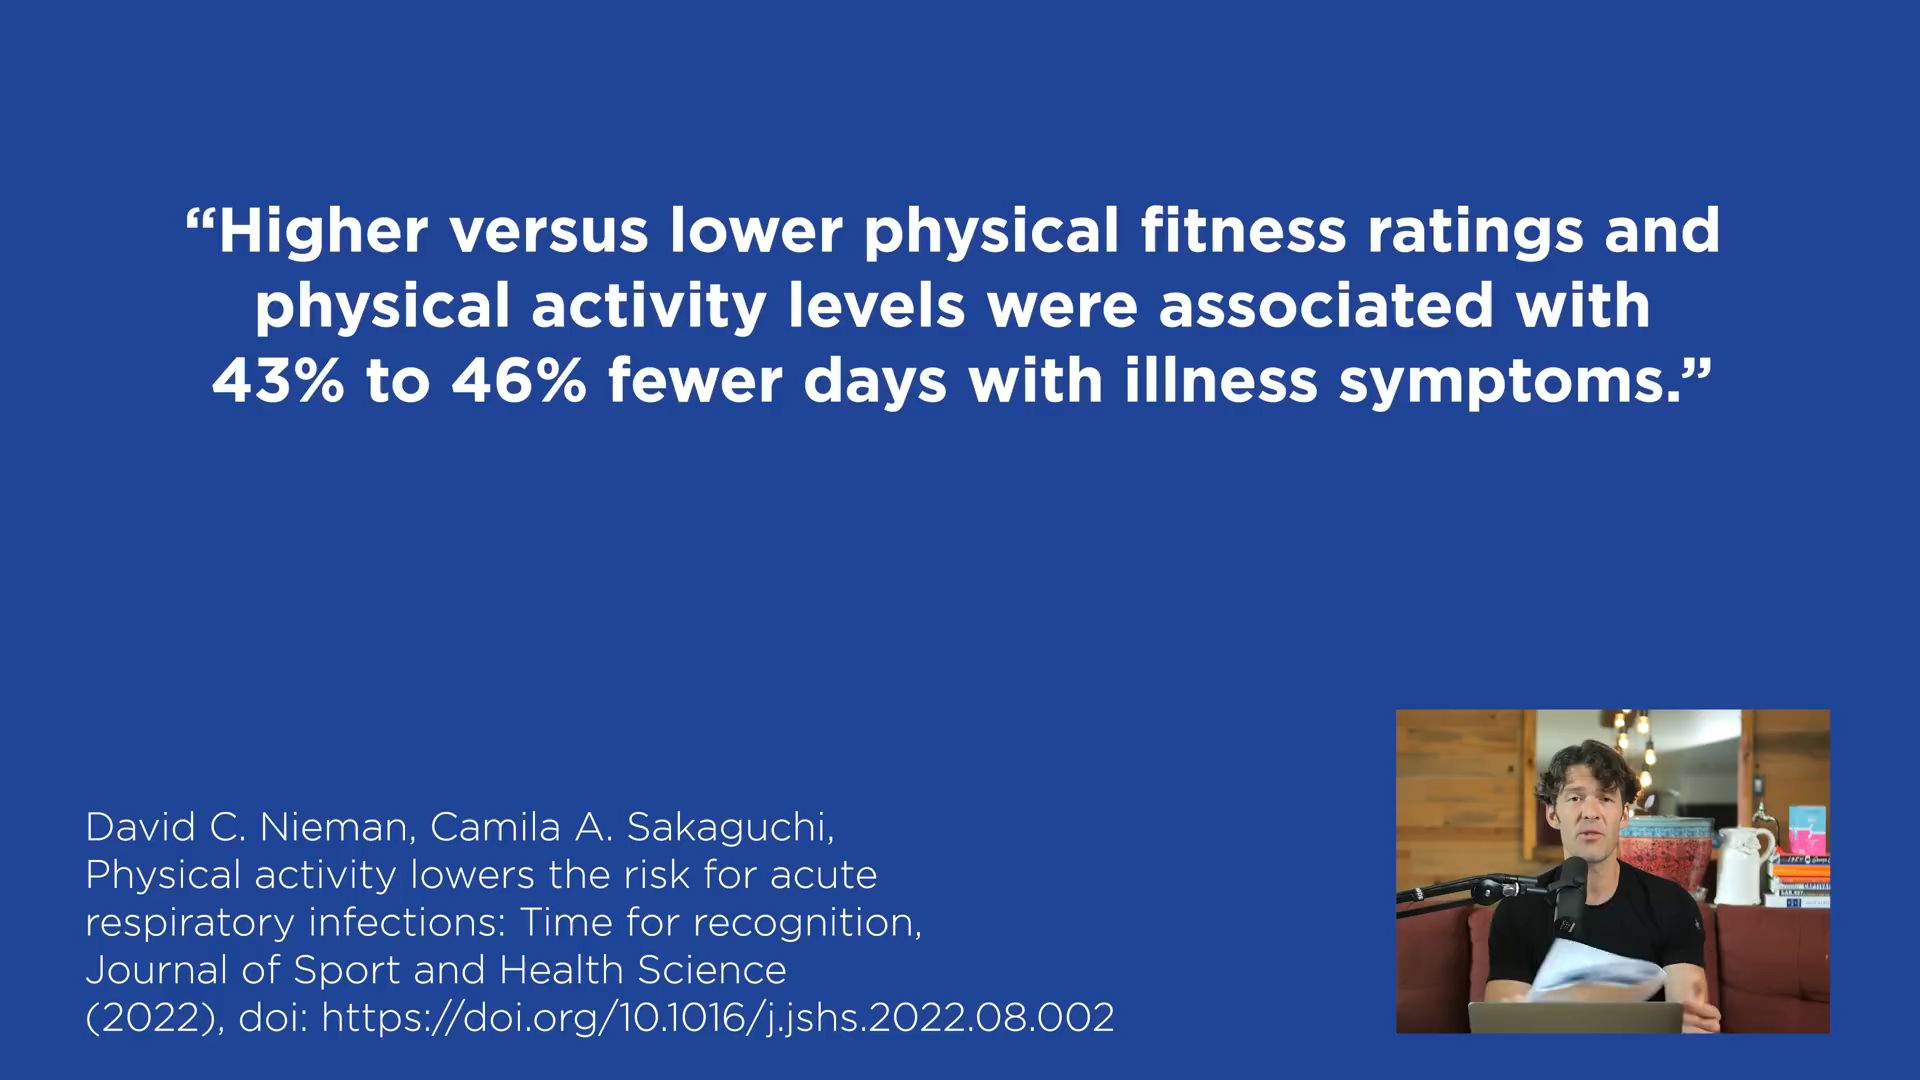 “Higher versus lower physical fitness ratings and
physical activity levels were associated with
43% to 46% fewer days with illness symptoms.”
David C. Nieman, Camila A. Sakaguchi,
Physical activity lowers the risk for acute
respiratory infections: Time for recognition,
Journal of Sport and Health Science
(2022), doi: https://doi.org/10.1016/j.jshs.2022.08.002
1984